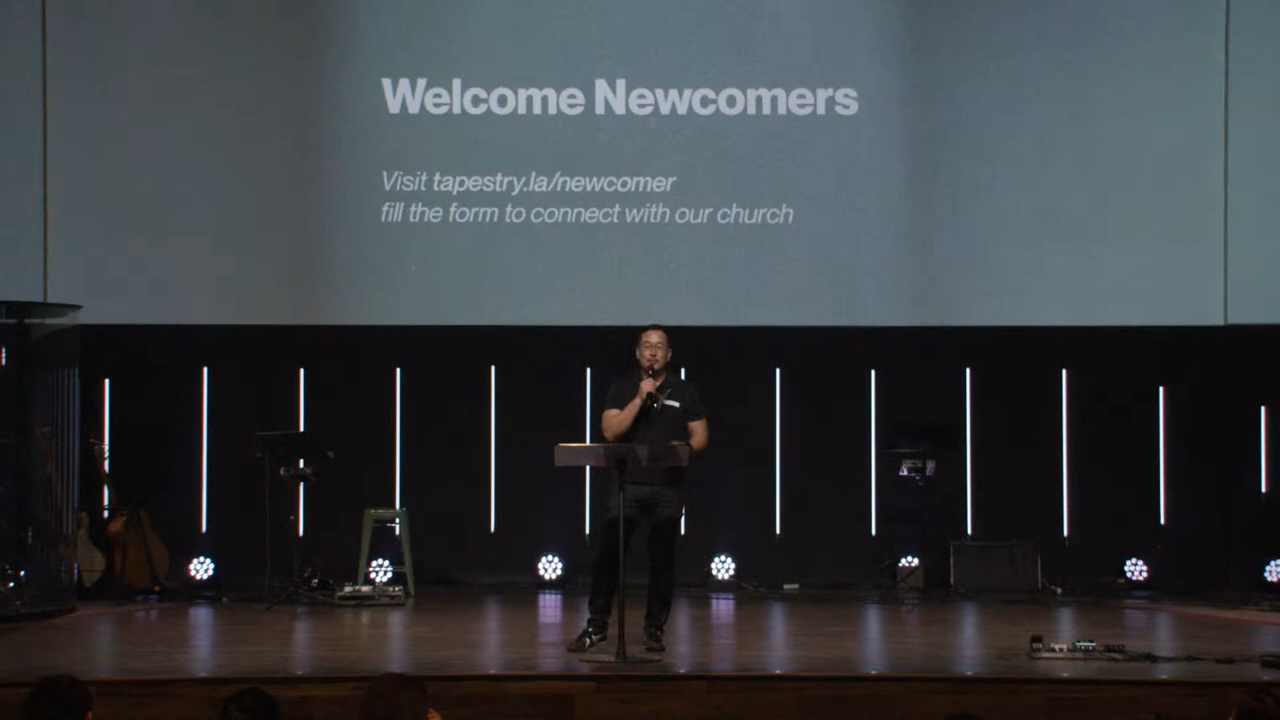 Welcome Newcomers
Visit tapestry.la/newcomer
fill the form to connect with our church